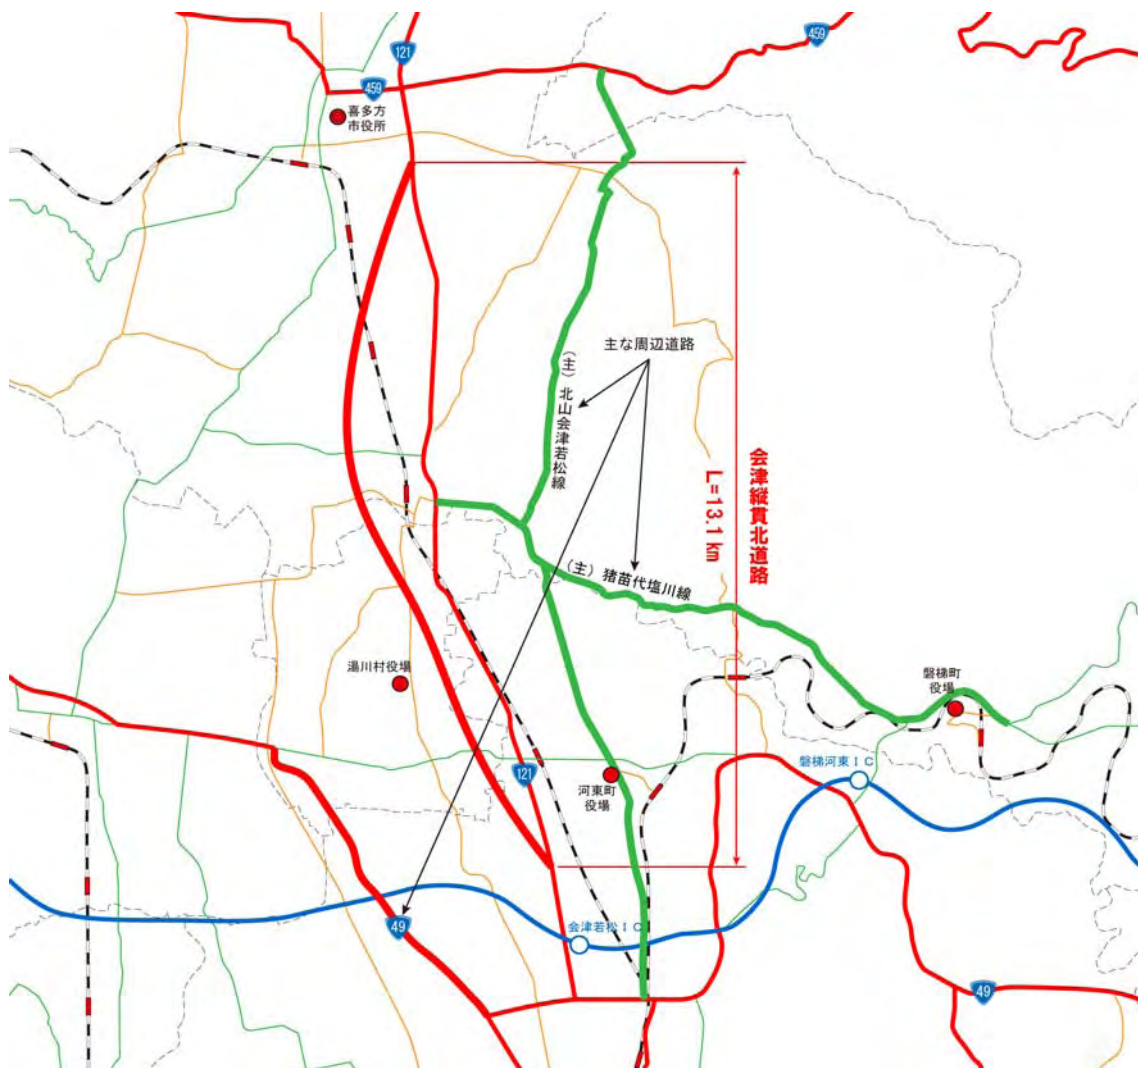 121
459
459
喜多方
市役所
主な周辺道路
(主)北山会津若松線
会津縦貫北道路
L=13.1 km
(主)猪苗代塩川線
湯川村役場
磐梯町
役場
磐梯河東IC
121
河東町
役場
会津若松IC
49
49